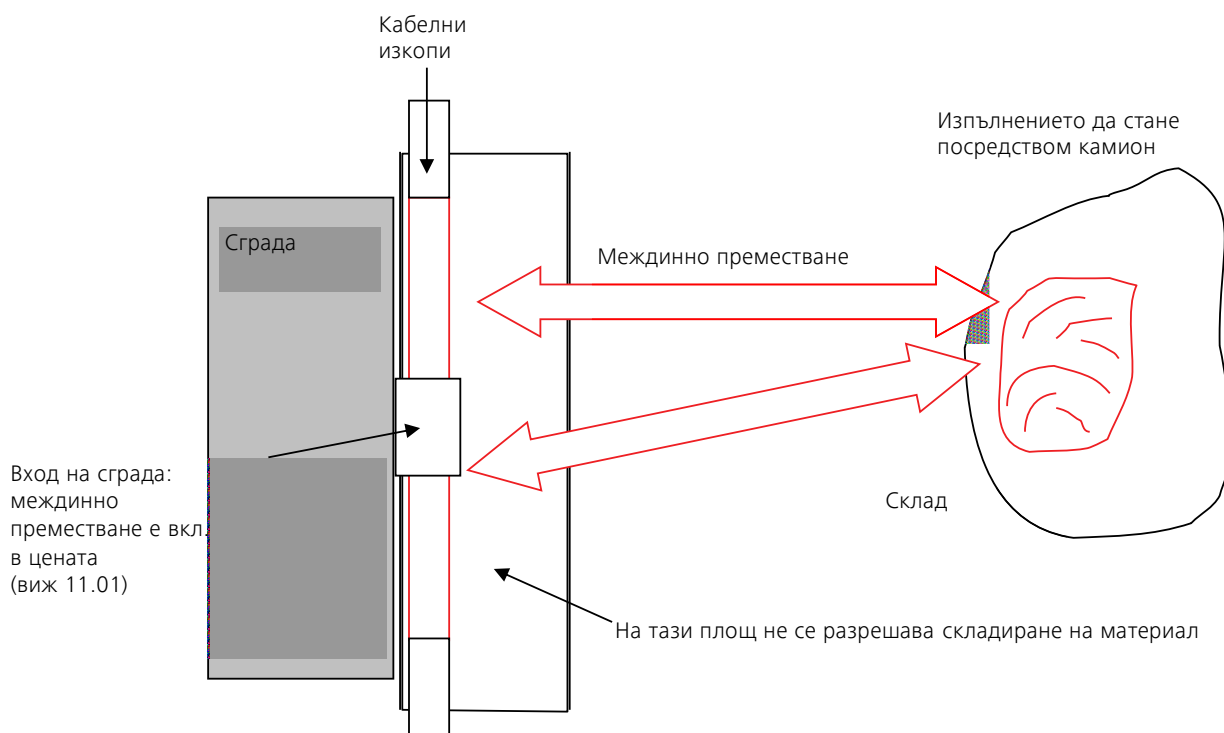 Кабелни
изкопи
Изпълнението да стане
посредством камион
Сграда
Междинно преместване
Вход на сграда:
междинно
преместване е вкл.
в цената
(виж 11.01)
Склад
На тази площ не се разрешава складиране на материал